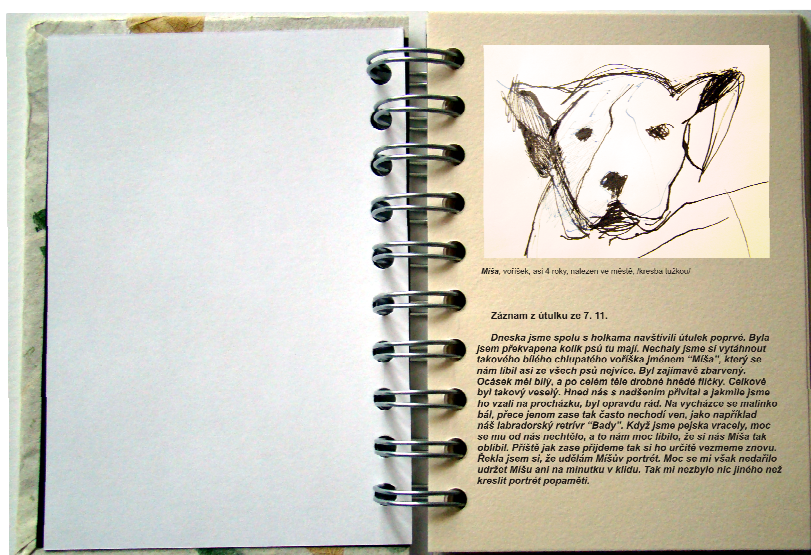 Míša, voříšek, asi 4 roky, nalezen ve městě, /kresba tužkou/
Záznam z útulku ze 7. 11.
Dneska jsme spolu s holkama navštívili útulek poprvé. Byla
jsem překvapena kolik psů tu mají. Nechaly jsme si vytáhnout
takového bílého chlupatého voříška jménem “Míša”, který se
nám líbil asi ze všech psů nejvíce. Byl zajímavě zbarvený.
Ocásek měl bílý, a po celém těle drobné hnědé flíčky. Celkově
byl takový veselý. Hned nás s nadšením přivítal a jakmile jsme
ho vzali na procházku, byl opravdu rád. Na vycházce se malinko
bál, přece jenom zase tak často nechodí ven, jako například
náš labradorský retrívr “Bady”. Když jsme pejska vracely, moc
se mu od nás nechtělo, a to nám moc líbilo, že si nás Míša tak
oblíbil. Příště jak zase přijdeme tak si ho určitě vezmeme znovu.
Řekla jsem si, že udělám Míšův portrét. Moc se mi však nedařilo
udržet Míšu ani na minutku v klidu. Tak mi nezbylo nic jiného než
kreslit portrét popaměti.